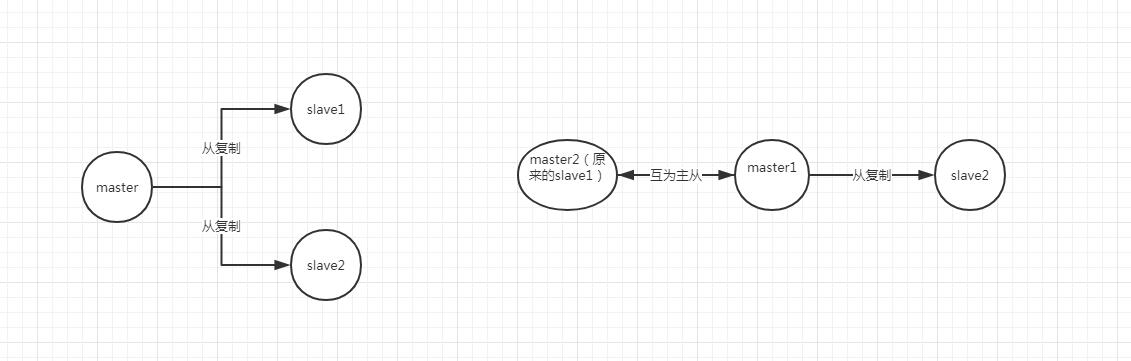 slave1
从复制
master
从复制
slave2
master2（原
来的slave1）
互为主从
master1
从复制
slave2